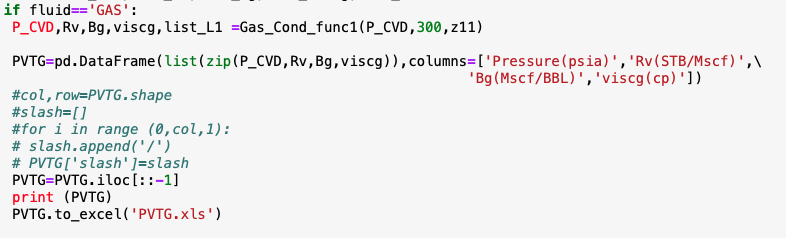 if fluid=='GAS':
 P_CVD,Rv,Bg,viscg,list_L1 =Gas_Cond_func1(P_CVD,300,z11)
 PVTG=pd.DataFrame(list(zip(P_CVD,Rv,Bg,viscg)),columns=['Pressure(psia)','Rv(STB/Mscf)',\
                                                         'Bg(Mscf/BBL)','viscg(cp)'])
 #col,row=PVTG.shape
 #slash=[]
 #for i in range (0,col,1):
 # slash.append('/')
 # PVTG['slash']=slash
 PVTG=PVTG.iloc[::-1]
 print (PVTG)
 PVTG.to_excel('PVTG.xls')